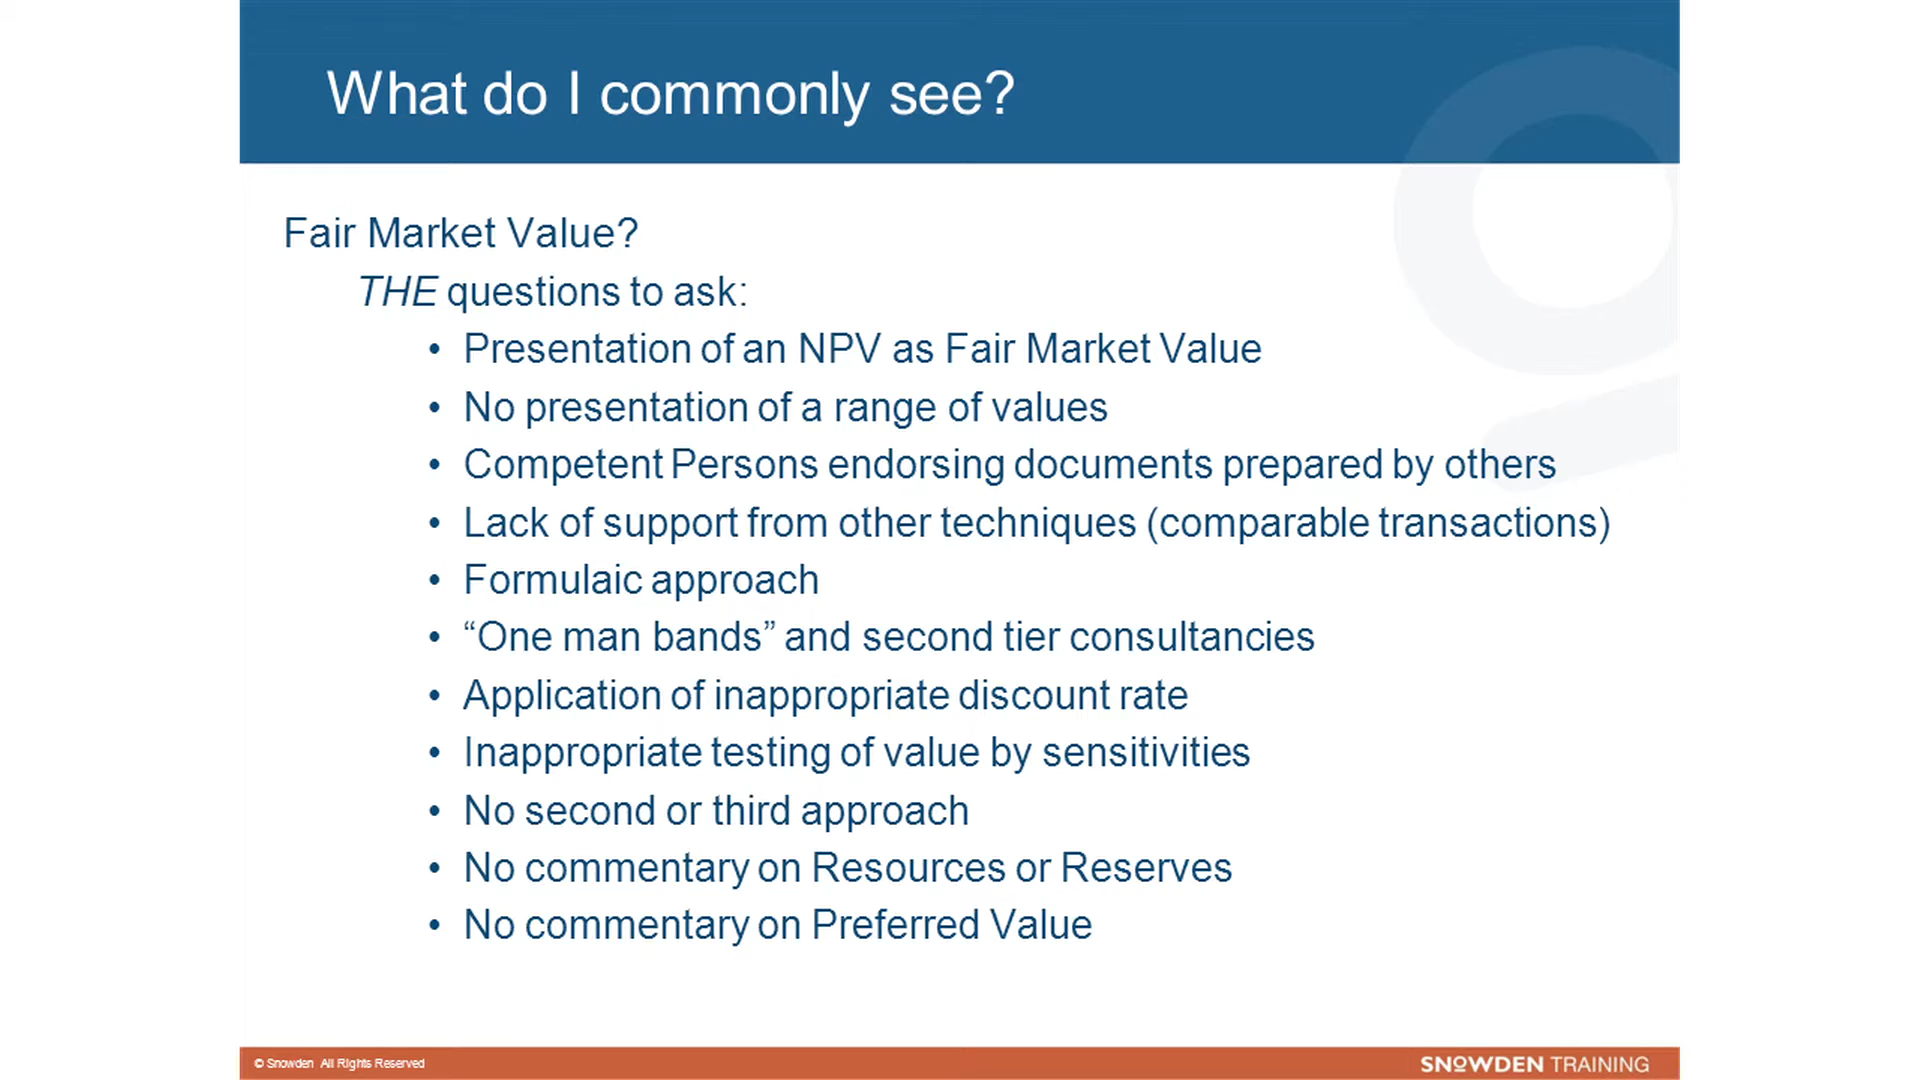 What do I commonly see?
Fair Market Value?
THE questions to ask:
• Presentation of an NPV as Fair Market Value
• No presentation of a range of values
• Competent Persons endorsing documents prepared by others
• Lack of support from other techniques (comparable transactions)
• Formulaic approach
• “One man bands” and second tier consultancies
• Application of inappropriate discount rate
• Inappropriate testing of value by sensitivities
• No second or third approach
• No commentary on Resources or Reserves
• No commentary on Preferred Value
© Snowden All Rights Reserved
SNOWDEN TRAINING